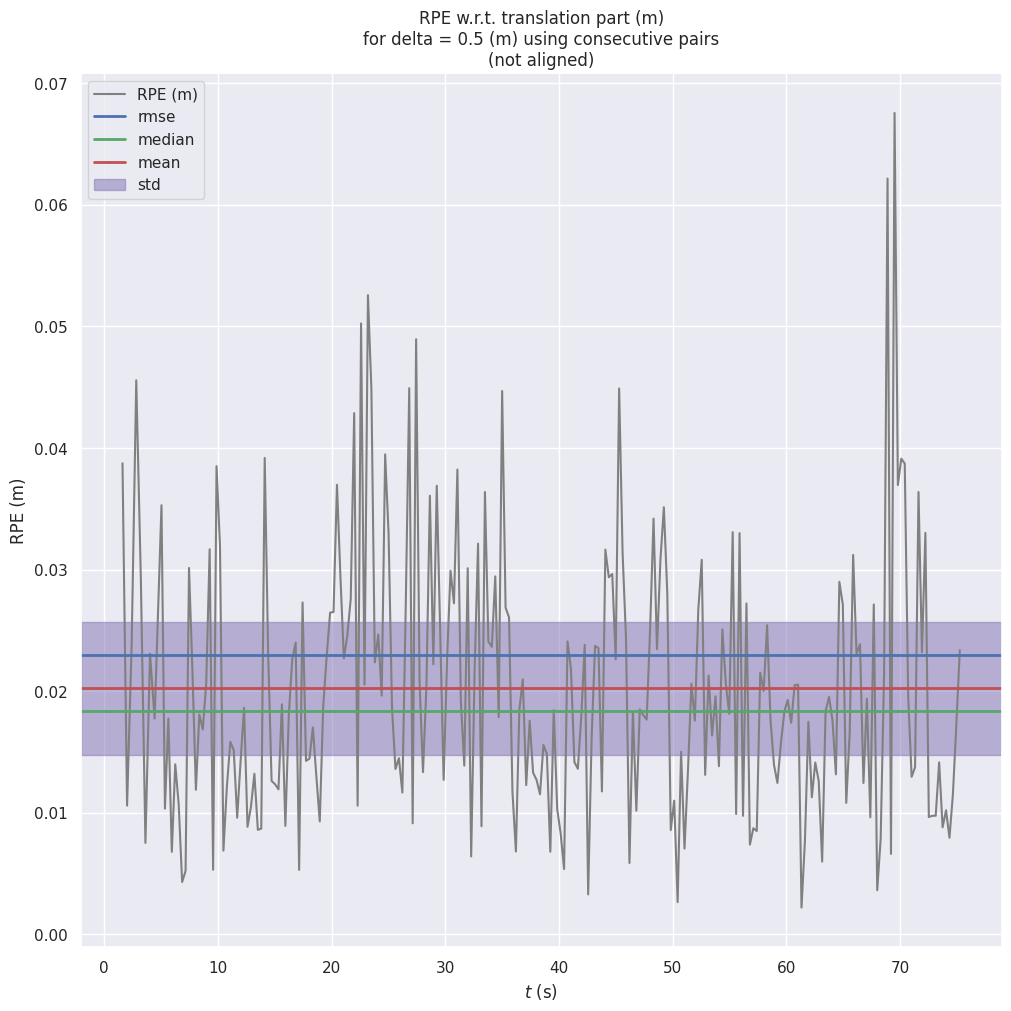 RPE w.r.t. translation part (m)
for delta = 0.5 (m) using consecutive pairs
(not aligned)
RPE (m)
rmse
median
mean
std
RPE (m)
0.07
0.06
0.05
0.04
0.03
0.02
0.01
0.00
0 10 20 30 40 50 60 70
t (s)